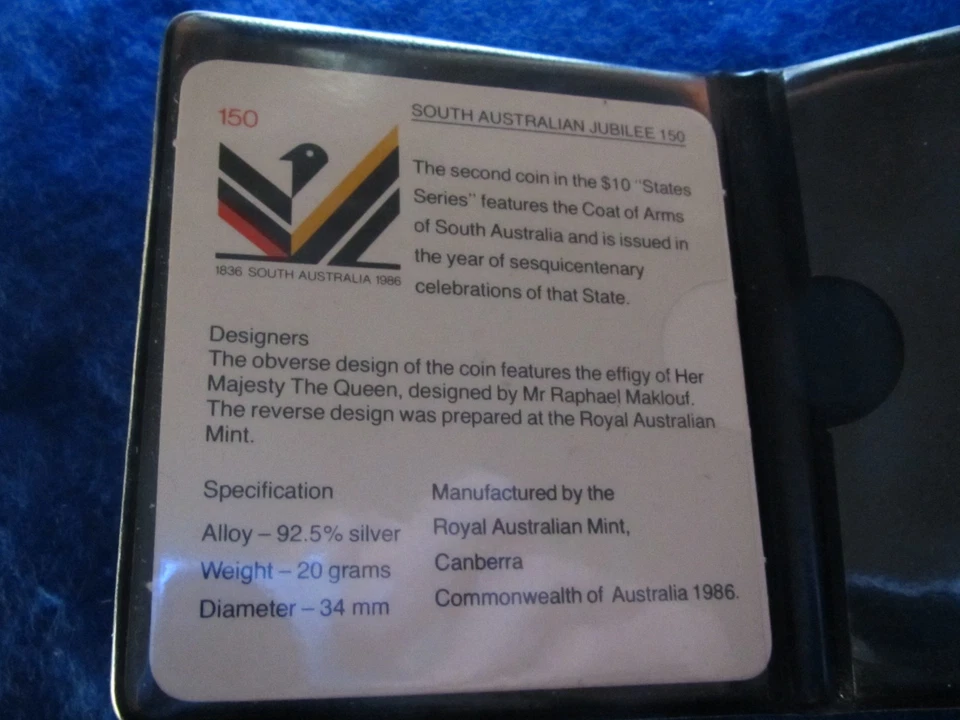 150
SOUTH AUSTRALIAN JUBILEE 150
The second coin in the $10 "States
Series" features the Coat of Arms
of South Australia and is issued in
the year of sesquicentenary
celebrations of that State.
1836 SOUTH AUSTRALIA 1986
Designers
The obverse design of the coin features the effigy of Her
Majesty The Queen, designed by Mr Raphael Maklouf.
The reverse design was prepared at the Royal Australian
Mint.
Specification
Alloy – 92.5% silver
Weight – 20 grams
Diameter – 34 mm
Manufactured by the
Royal Australian Mint,
Canberra
Commonwealth of Australia 1986.